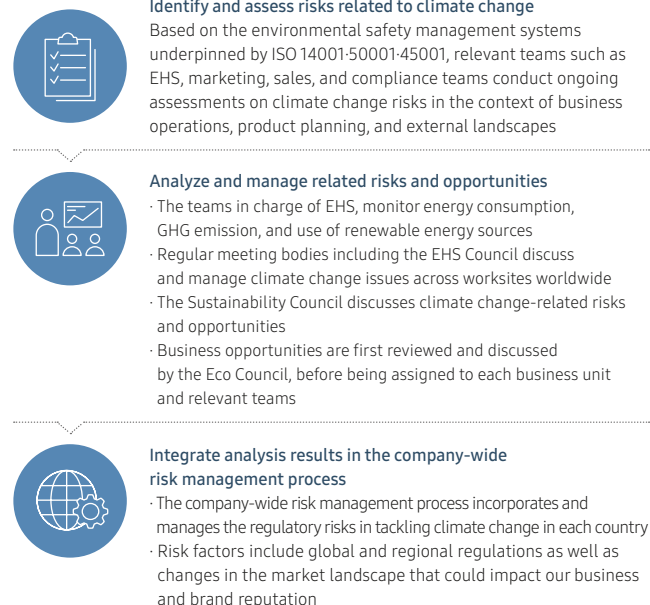 Identify and assess risks related to climate change
Based on the environmental safety management systems
underpinned by ISO 14001·50001·45001, relevant teams such as
EHS, marketing, sales, and compliance teams conduct ongoing
assessments on climate change risks in the context of business
operations, product planning, and external landscapes
Analyze and manage related risks and opportunities
· The teams in charge of EHS, monitor energy consumption,
GHG emission, and use of renewable energy sources
· Regular meeting bodies including the EHS Council discuss
and manage climate change issues across worksites worldwide
· The Sustainability Council discusses climate change-related risks
and opportunities
· Business opportunities are first reviewed and discussed
by the Eco Council, before being assigned to each business unit
and relevant teams
Integrate analysis results in the company-wide
risk management process
· The company-wide risk management process incorporates and
manages the regulatory risks in tackling climate change in each country
· Risk factors include global and regional regulations as well as
changes in the market landscape that could impact our business
and brand reputation